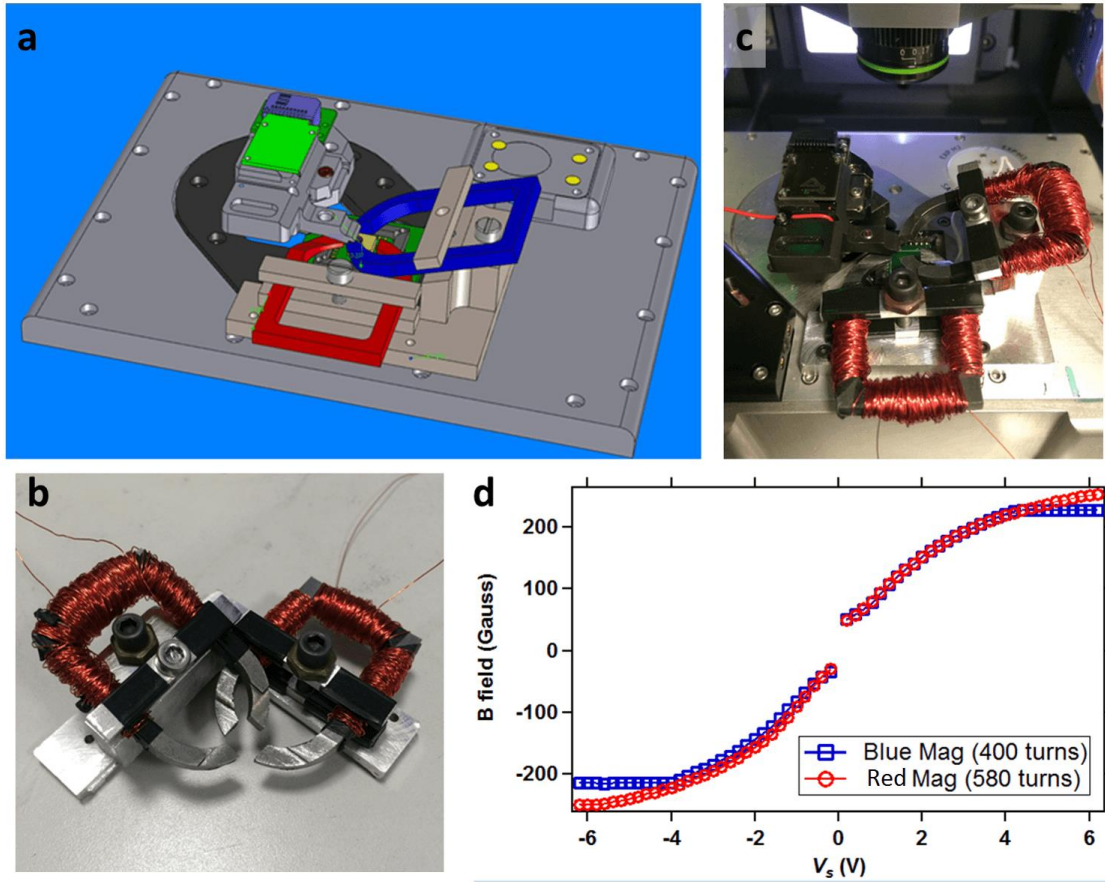 a
c
b
d
200
100
0
-100
-200
B field (Gauss)
Blue Mag (400 turns)
Red Mag (580 turns)
-6 -4 -2 0 2 4 6
Vs (V)